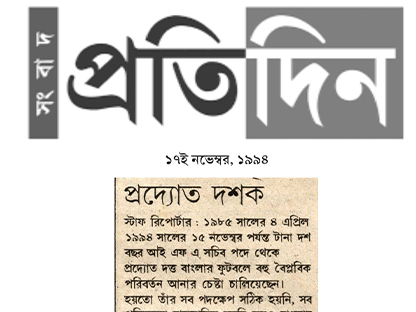 সংবাদ
প্রতিদিন
১৭ই নভেম্বর, ১৯৯৪
প্রদ্যোত দশক
স্টাফ রিপোর্টার : ১৯৮৫ সালের ৪ এপ্রিল
১৯৯৪ সালের ১৫ নভেম্বর পর্যন্ত টানা দশ
বছর আই এফ এ সচিব পদে থেকে
প্রদ্যোত দত্ত বাংলার ফুটবলে বহু বৈপ্লবিক
পরিবর্তন আনার চেষ্টা চালিয়েছেন।
হয়তো তাঁর সব পদক্ষেপ সঠিক হয়নি, সব